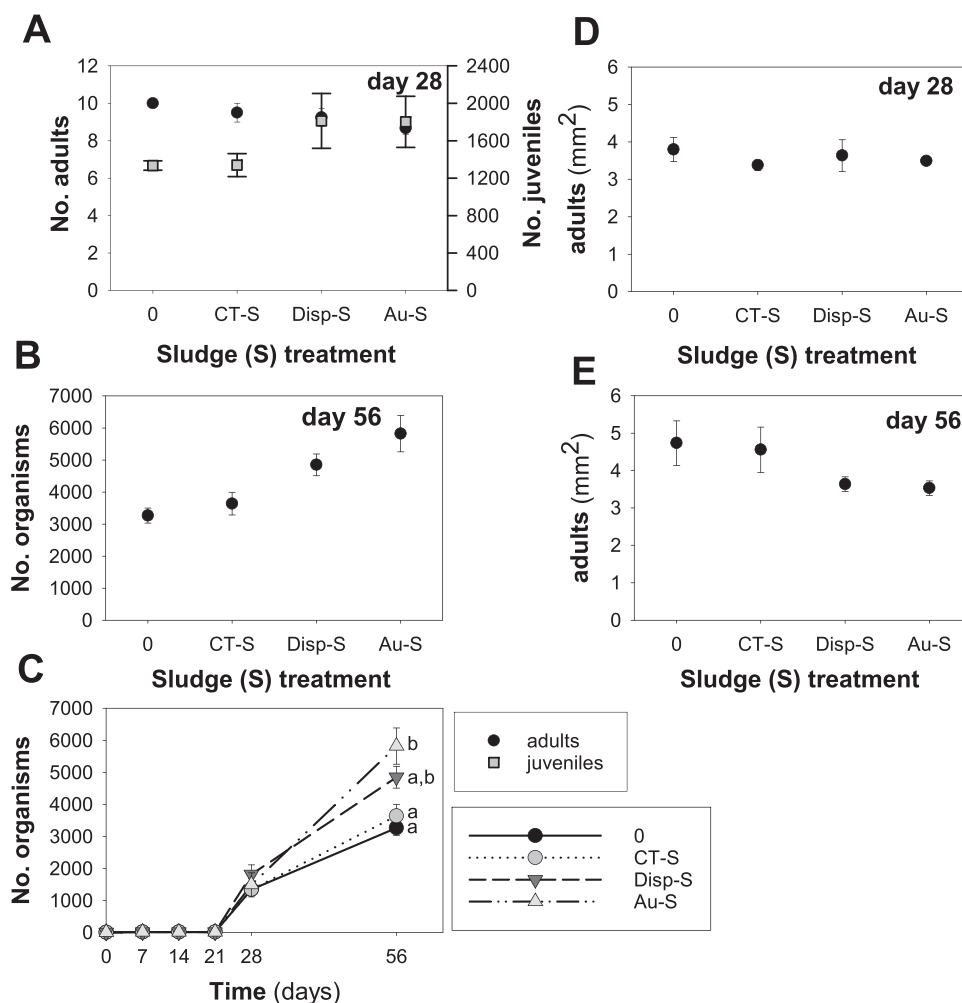 A
12
10
8
6
4
2
0
No. adults
day 28
2400
2000
1600
1200
800
400
0
No. juveniles
0 CT-S Disp-S Au-S
Sludge (S) treatment
D
6
5
4
3
2
1
0
adults (mm2)
day 28
0 CT-S Disp-S Au-S
Sludge (S) treatment
B
7000
6000
5000
4000
3000
2000
1000
0
No. organisms
day 56
0 CT-S Disp-S Au-S
Sludge (S) treatment
E
6
5
4
3
2
1
0
adults (mm2)
day 56
0 CT-S Disp-S Au-S
Sludge (S) treatment
C
7000
6000
5000
4000
3000
2000
1000
0
No. organisms
b
a,b
a
a
0 7 14 21 28 56
Time (days)
adults
juveniles
0
CT-S
Disp-S
Au-S